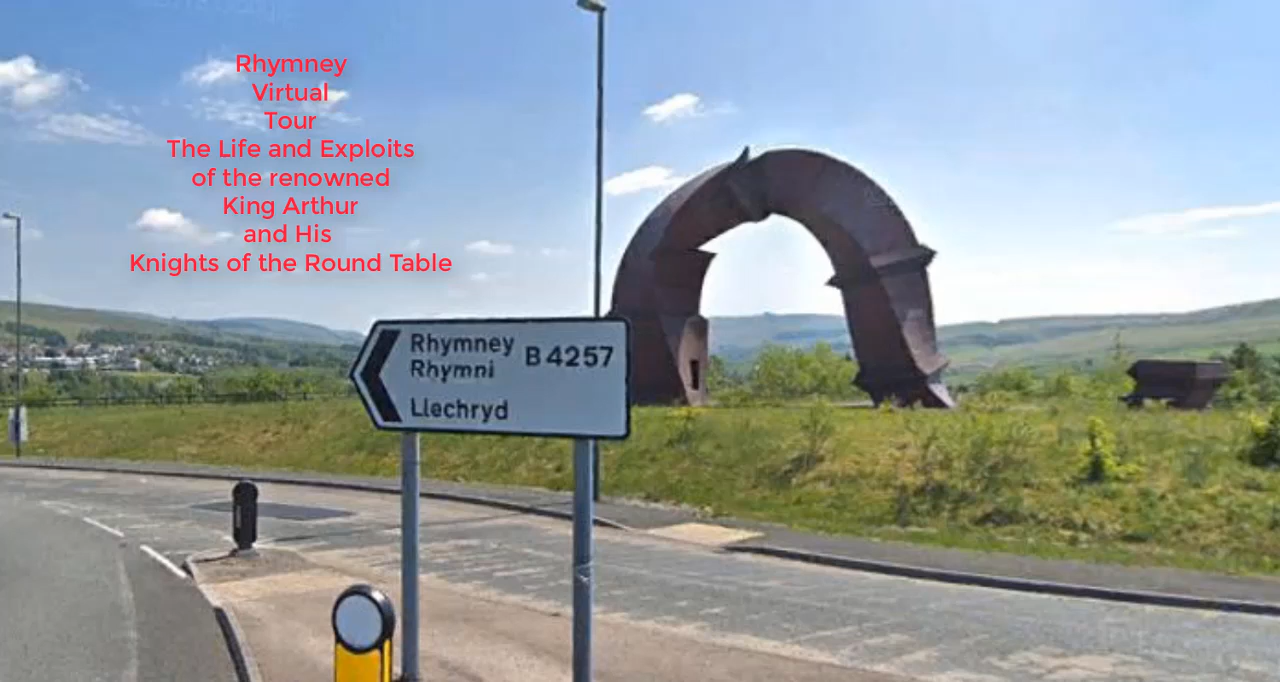 Rhymney
Virtual
Tour
The Life and Exploits
of the renowned
King Arthur
and His
Knights of the Round Table
Rhymney B4257
Rhymni
Llechryd